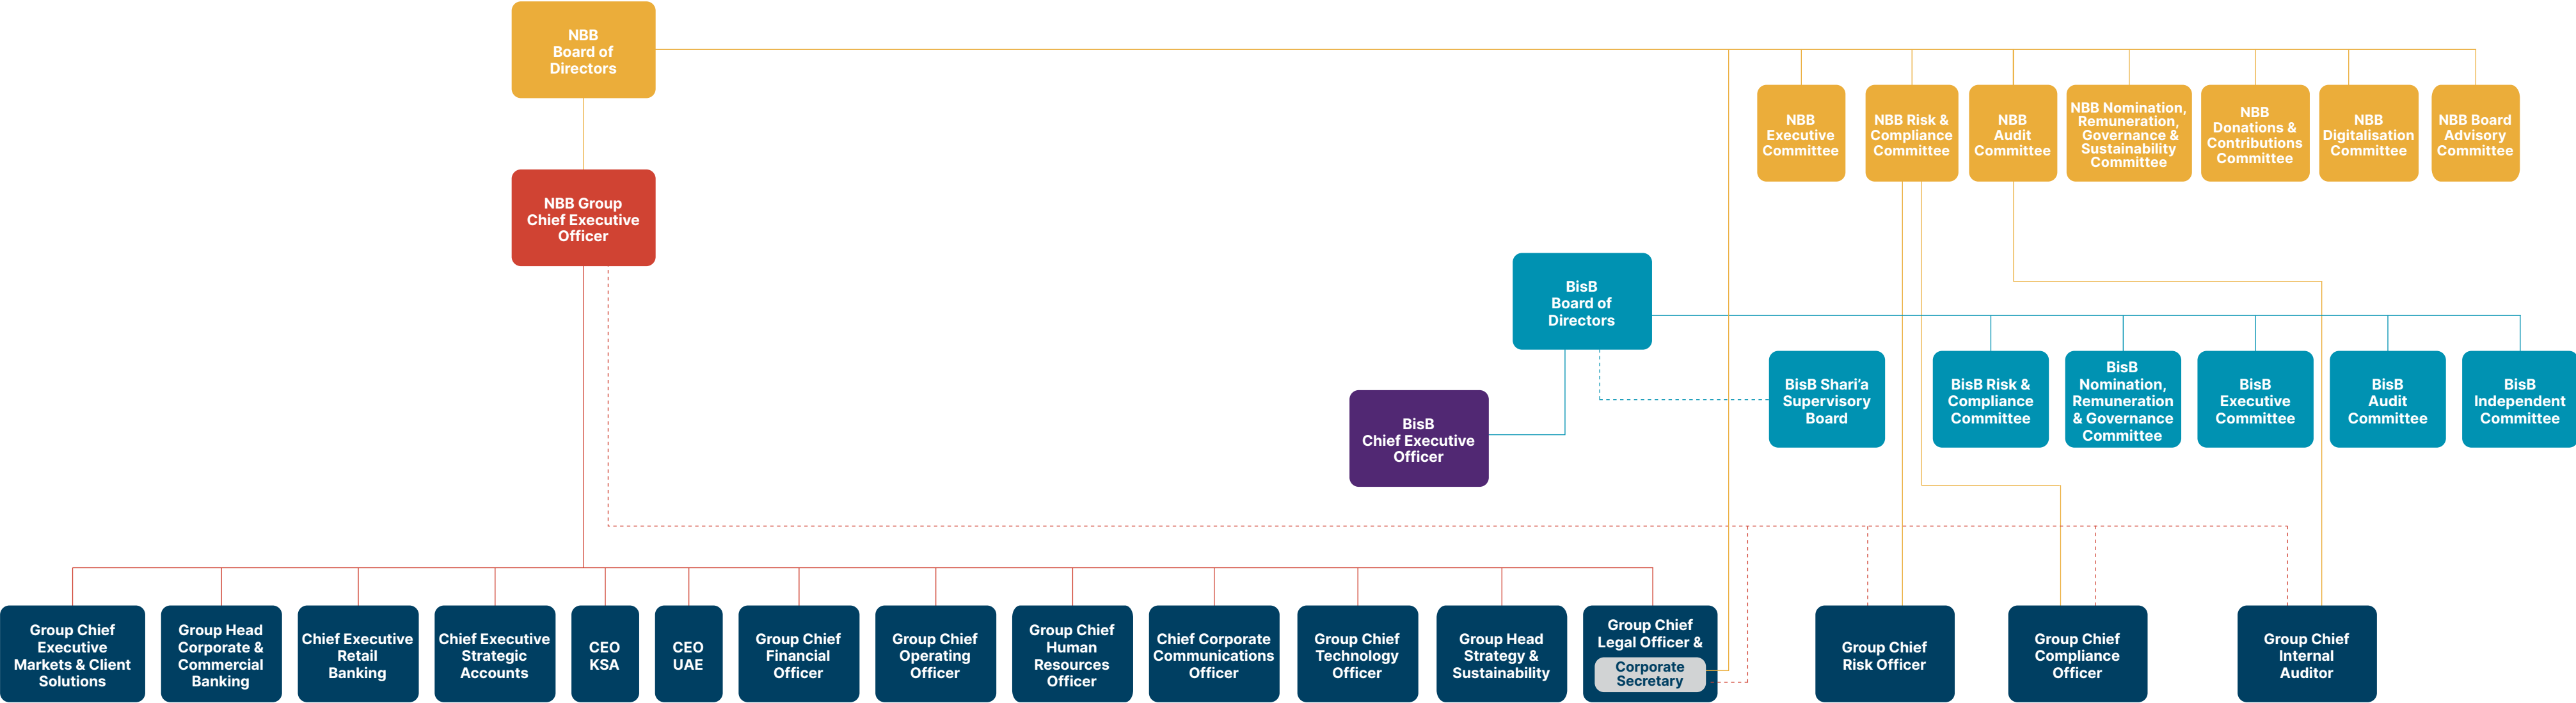 NBB
Board of
Directors
NBB
Executive
Committee
NBB Risk &
Compliance
Committee
NBB
Audit
Committee
NBB Nomination,
Remuneration,
Governance &
Sustainability
Committee
NBB
Donations &
Contributions
Committee
NBB
Digitalisation
Committee
NBB Board
Advisory
Committee
NBB Group
Chief Executive
Officer
BisB
Board of
Directors
BisB
Chief Executive
Officer
BisB Shari’a
Supervisory
Board
BisB Risk &
Compliance
Committee
BisB
Nomination,
Remuneration
& Governance
Committee
BisB
Executive
Committee
BisB
Audit
Committee
BisB
Independent
Committee
Group Chief
Executive
Markets & Client
Solutions
Group Head
Corporate &
Commercial
Banking
Chief Executive
Retail
Banking
Chief Executive
Strategic
Accounts
CEO
KSA
CEO
UAE
Group Chief
Financial
Officer
Group Chief
Operating
Officer
Group Chief
Human
Resources
Officer
Chief Corporate
Communications
Officer
Group Chief
Technology
Officer
Group Head
Strategy &
Sustainability
Group Chief
Legal Officer &
Corporate
Secretary
Group Chief
Risk Officer
Group Chief
Compliance
Officer
Group Chief
Internal
Auditor